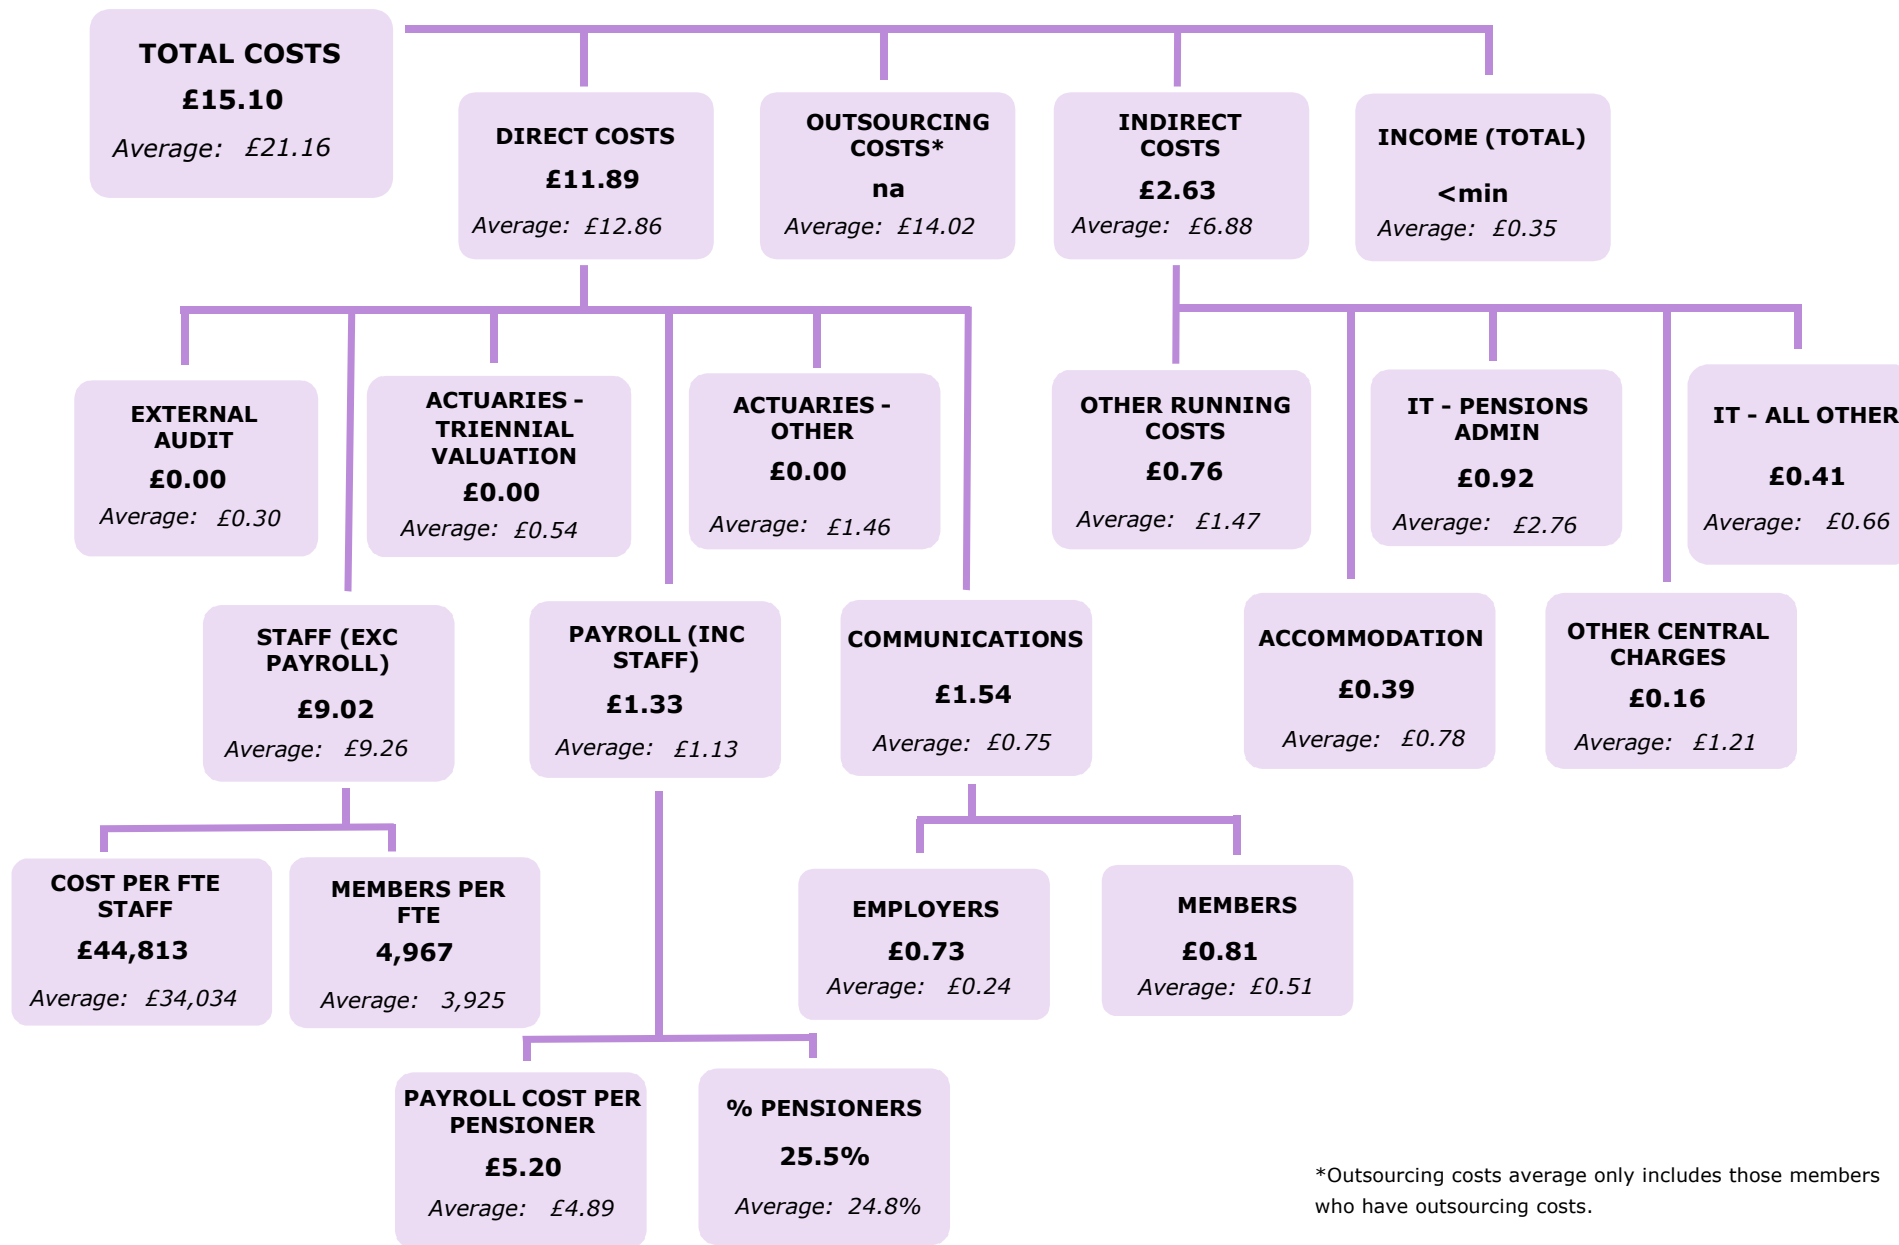 TOTAL COSTS
£15.10
Average: £21.16
DIRECT COSTS
£11.89
Average: £12.86
OUTSOURCING
COSTS*
na
Average: £14.02
INDIRECT
COSTS
£2.63
Average: £6.88
INCOME (TOTAL)
<min
Average: £0.35
EXTERNAL
AUDIT
£0.00
Average: £0.30
ACTUARIES -
TRIENNIAL
VALUATION
£0.00
Average: £0.54
ACTUARIES -
OTHER
£0.00
Average: £1.46
OTHER RUNNING
COSTS
£0.76
Average: £1.47
IT - PENSIONS
ADMIN
£0.92
Average: £2.76
IT - ALL OTHER
£0.41
Average: £0.66
STAFF (EXC
PAYROLL)
£9.02
Average: £9.26
PAYROLL (INC
STAFF)
£1.33
Average: £1.13
COMMUNICATIONS
£1.54
Average: £0.75
ACCOMMODATION
£0.39
Average: £0.78
OTHER CENTRAL
CHARGES
£0.16
Average: £1.21
COST PER FTE
STAFF
£44,813
Average: £34,034
MEMBERS PER
FTE
4,967
Average: 3,925
EMPLOYERS
£0.73
Average: £0.24
MEMBERS
£0.81
Average: £0.51
PAYROLL COST PER
PENSIONER
£5.20
Average: £4.89
% PENSIONERS
25.5%
Average: 24.8%
*Outsourcing costs average only includes those members
who have outsourcing costs.